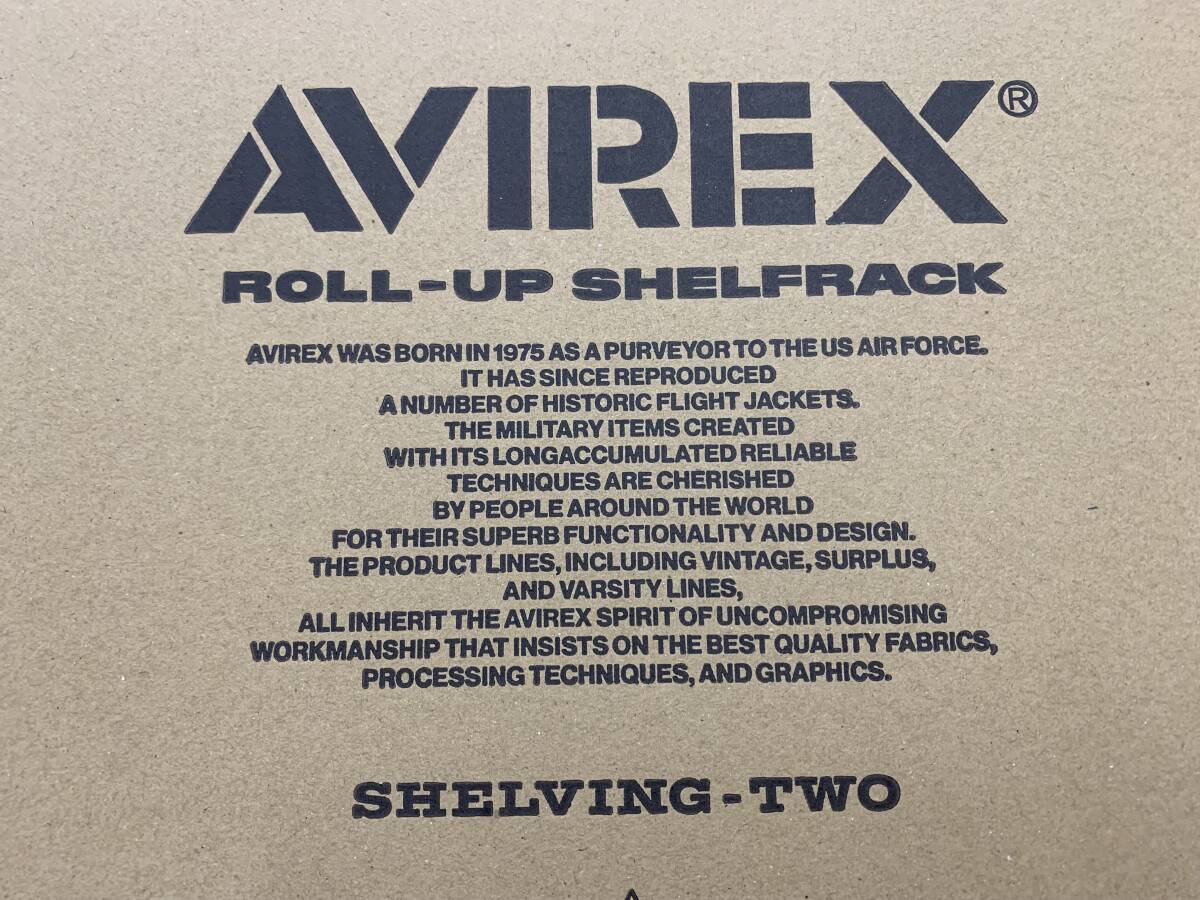 AVIREX®
ROLL-UP SHELFRACK
AVIREX WAS BORN IN 1975 AS A PURVEYOR TO THE US AIR FORCE.
IT HAS SINCE REPRODUCED
A NUMBER OF HISTORIC FLIGHT JACKETS.
THE MILITARY ITEMS CREATED
WITH ITS LONGACCUMULATED RELIABLE
TECHNIQUES ARE CHERISHED
BY PEOPLE AROUND THE WORLD
FOR THEIR SUPERB FUNCTIONALITY AND DESIGN.
THE PRODUCT LINES, INCLUDING VINTAGE, SURPLUS,
AND VARSITY LINES,
ALL INHERIT THE AVIREX SPIRIT OF UNCOMPROMISING
WORKMANSHIP THAT INSISTS ON THE BEST QUALITY FABRICS,
PROCESSING TECHNIQUES, AND GRAPHICS.
SHELVING-TWO